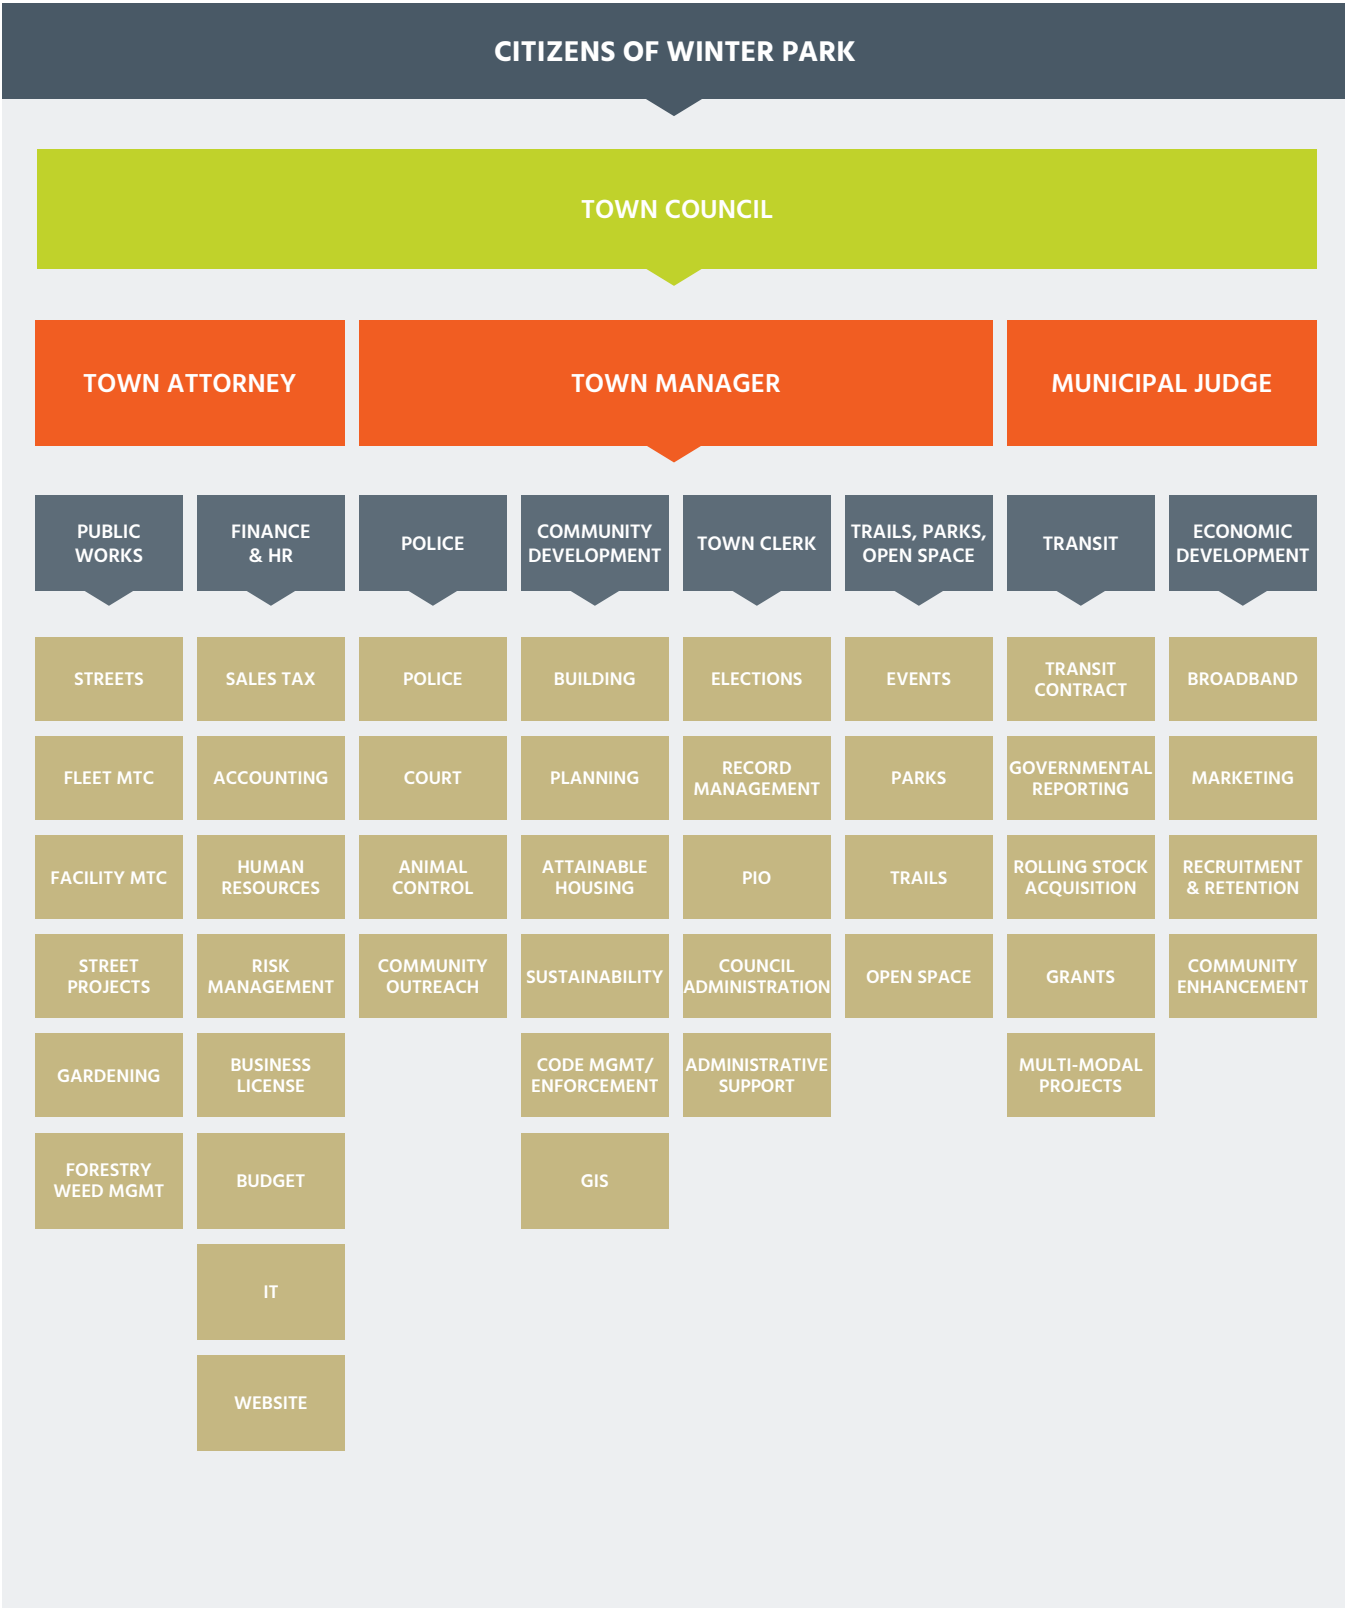 CITIZENS OF WINTER PARK
TOWN COUNCIL
TOWN ATTORNEY
TOWN MANAGER
MUNICIPAL JUDGE
PUBLIC
WORKS
FINANCE
& HR
POLICE
COMMUNITY
DEVELOPMENT
TOWN CLERK
TRAILS, PARKS,
OPEN SPACE
TRANSIT
ECONOMIC
DEVELOPMENT
STREETS
SALES TAX
POLICE
BUILDING
ELECTIONS
EVENTS
TRANSIT
CONTRACT
BROADBAND
FLEET MTC
ACCOUNTING
COURT
PLANNING
RECORD
MANAGEMENT
PARKS
GOVERNMENTAL
REPORTING
MARKETING
FACILITY MTC
HUMAN
RESOURCES
ANIMAL
CONTROL
ATTAINABLE
HOUSING
PIO
TRAILS
ROLLING STOCK
ACQUISITION
RECRUITMENT
& RETENTION
STREET
PROJECTS
RISK
MANAGEMENT
COMMUNITY
OUTREACH
SUSTAINABILITY
COUNCIL
ADMINISTRATION
OPEN SPACE
GRANTS
COMMUNITY
ENHANCEMENT
GARDENING
BUSINESS
LICENSE
CODE MGMT/
ENFORCEMENT
ADMINISTRATIVE
SUPPORT
MULTI-MODAL
PROJECTS
FORESTRY
WEED MGMT
BUDGET
GIS
IT
WEBSITE